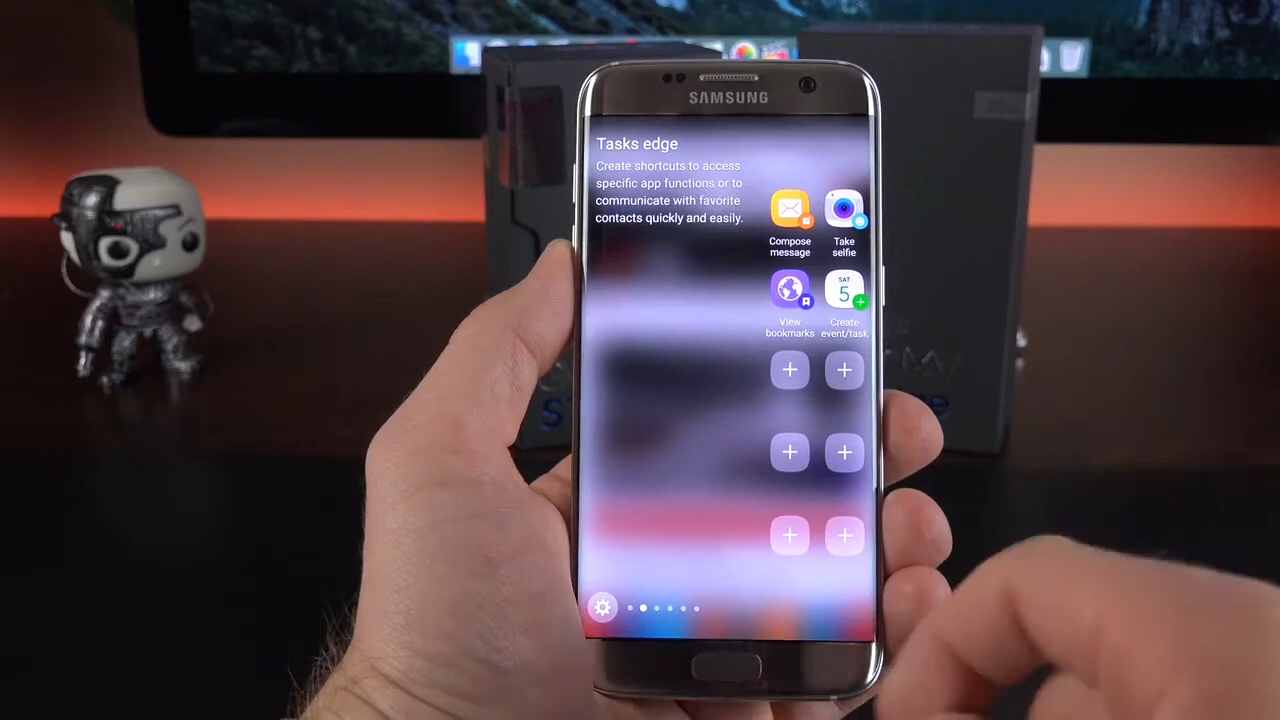 SAMSUNG
Tasks edge
Create shortcuts to access
specific app functions or to
communicate with favorite
contacts quickly and easily.
Compose
message
Take
selfie
View
bookmarks
SAT
5
Create
event/task